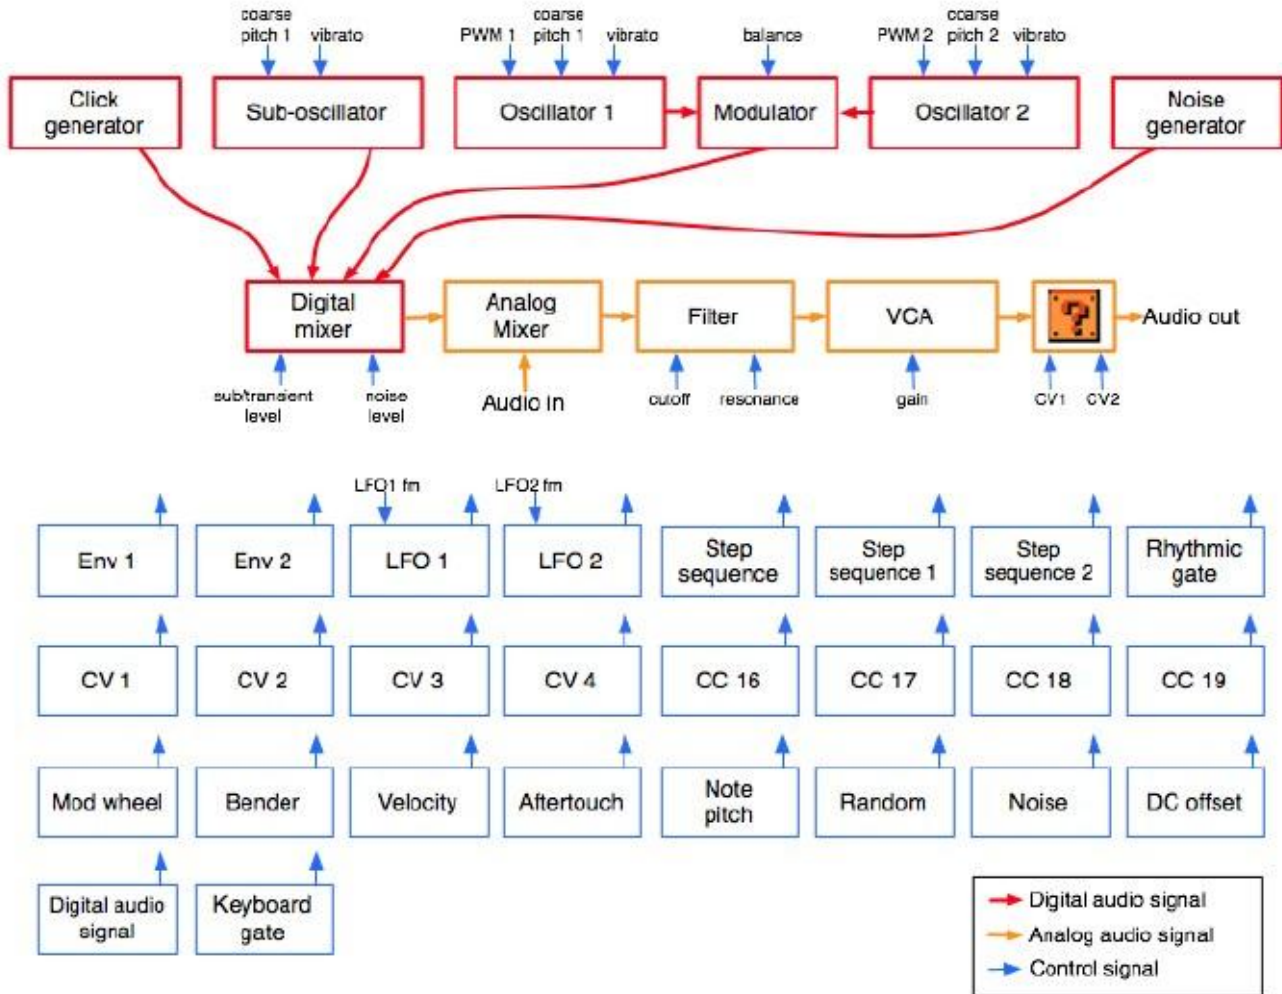 coarse
pitch 1
vibrato
PWM 1
coarse
pitch 1
vibrato
balance
PWM 2
coarse
pitch 2
vibrato
Click
generator
Sub-oscillator
Oscillator 1
Modulator
Oscillator 2
Noise
generator
Digital
mixer
Analog
Mixer
Filter
VCA
?
Audio out
sub/transient
level
noise
level
Audio in
cutoff
resonance
gain
CV1
CV2
LFO1 fm
LFO2 fm
Env 1
Env 2
LFO 1
LFO 2
Step
sequence
Step
sequence 1
Step
sequence 2
Rhythmic
gate
CV 1
CV 2
CV 3
CV 4
CC 16
CC 17
CC 18
CC 19
Mod wheel
Bender
Velocity
Aftertouch
Note
pitch
Random
Noise
DC offset
Digital audio
signal
Keyboard
gate
Digital audio signal
Analog audio signal
Control signal